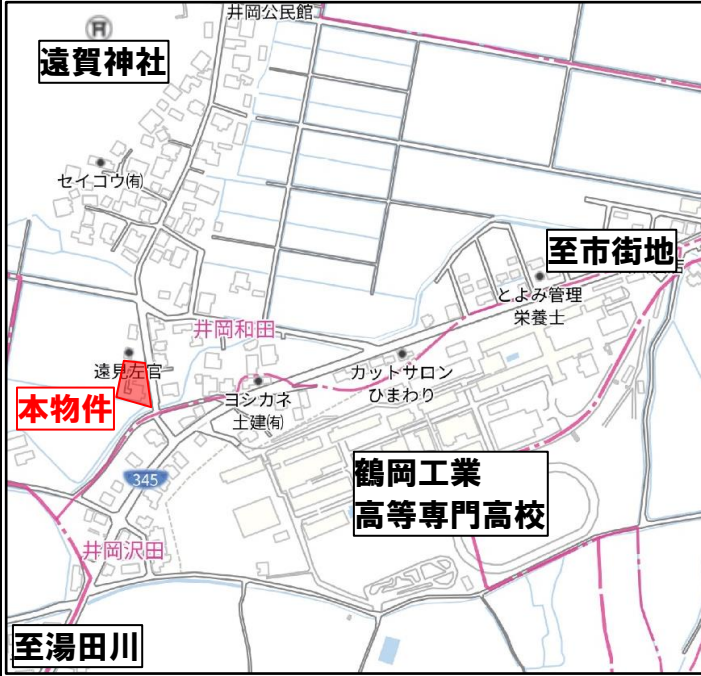 井岡公民館
遠賀神社
セイコウ㈲
至市街地
とよみ管理
栄養士
井岡和田
遠見左官
カットサロン
ひまわり
本物件
ヨシカネ
土建㈲
345
鶴岡工業
高等専門高校
井岡沢田
至湯田川